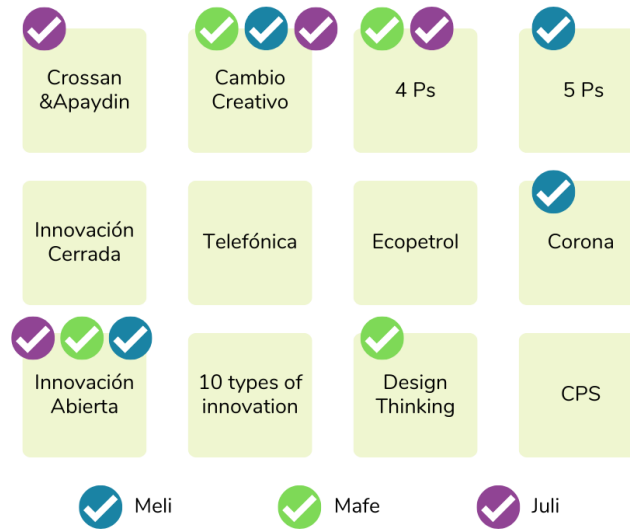 Crossan
&Apaydin
Cambio
Creativo
4 Ps
5 Ps
Innovación
Cerrada
Telefónica
Ecopetrol
Corona
Innovación
Abierta
10 types of
innovation
Design
Thinking
CPS
Meli
Mafe
Juli